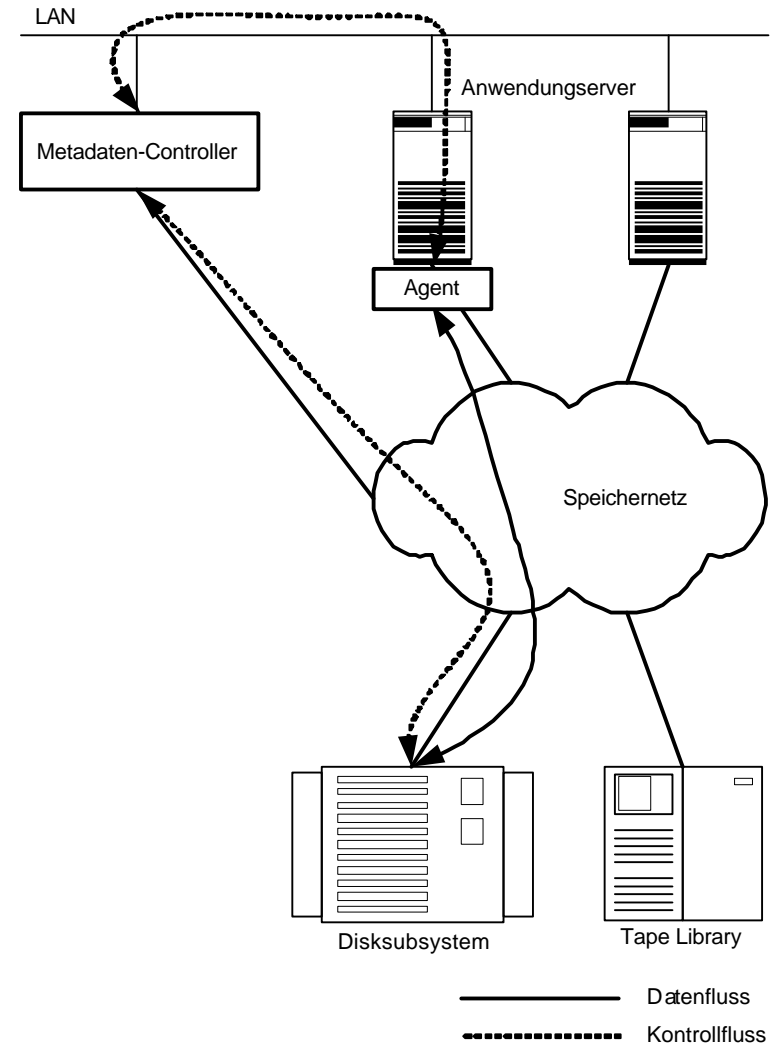 LAN
Anwendungserver
Metadaten-Controller
Agent
Speichernetz
Disksubsystem
Tape Library
Datenfluss
Kontrollfluss